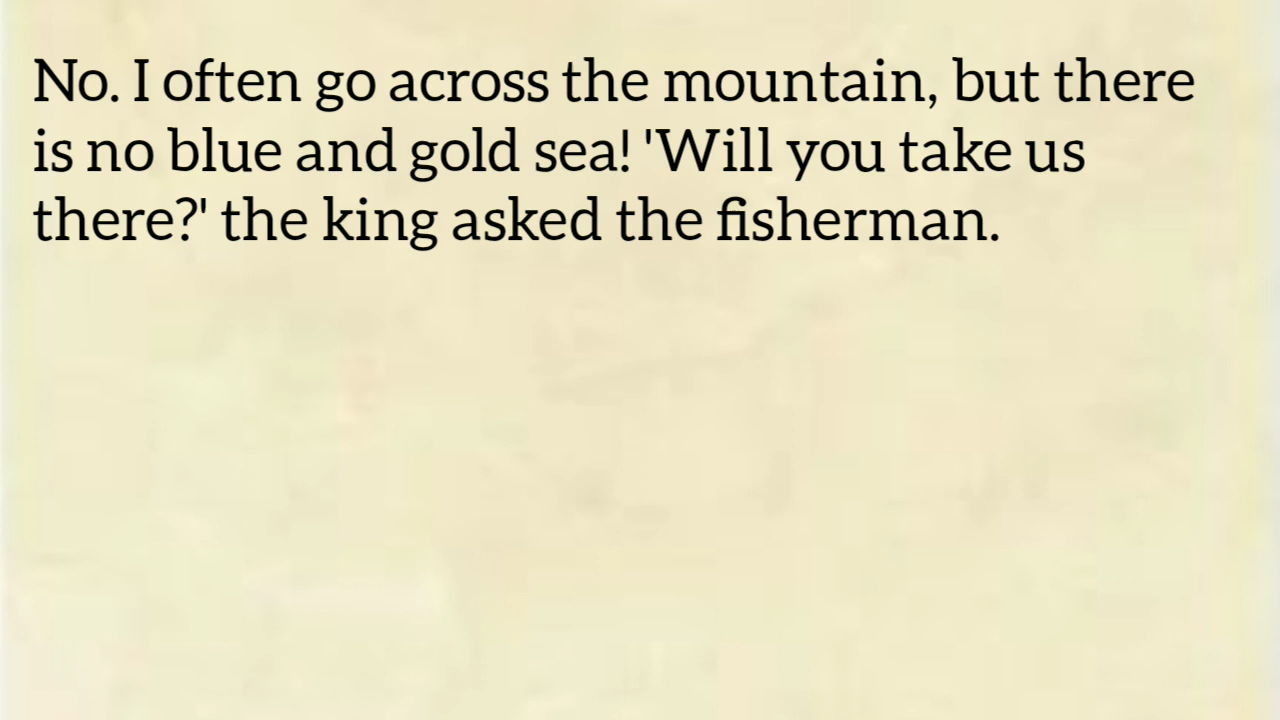 No. I often go across the mountain, but there
is no blue and gold sea! 'Will you take us
there?' the king asked the fisherman.